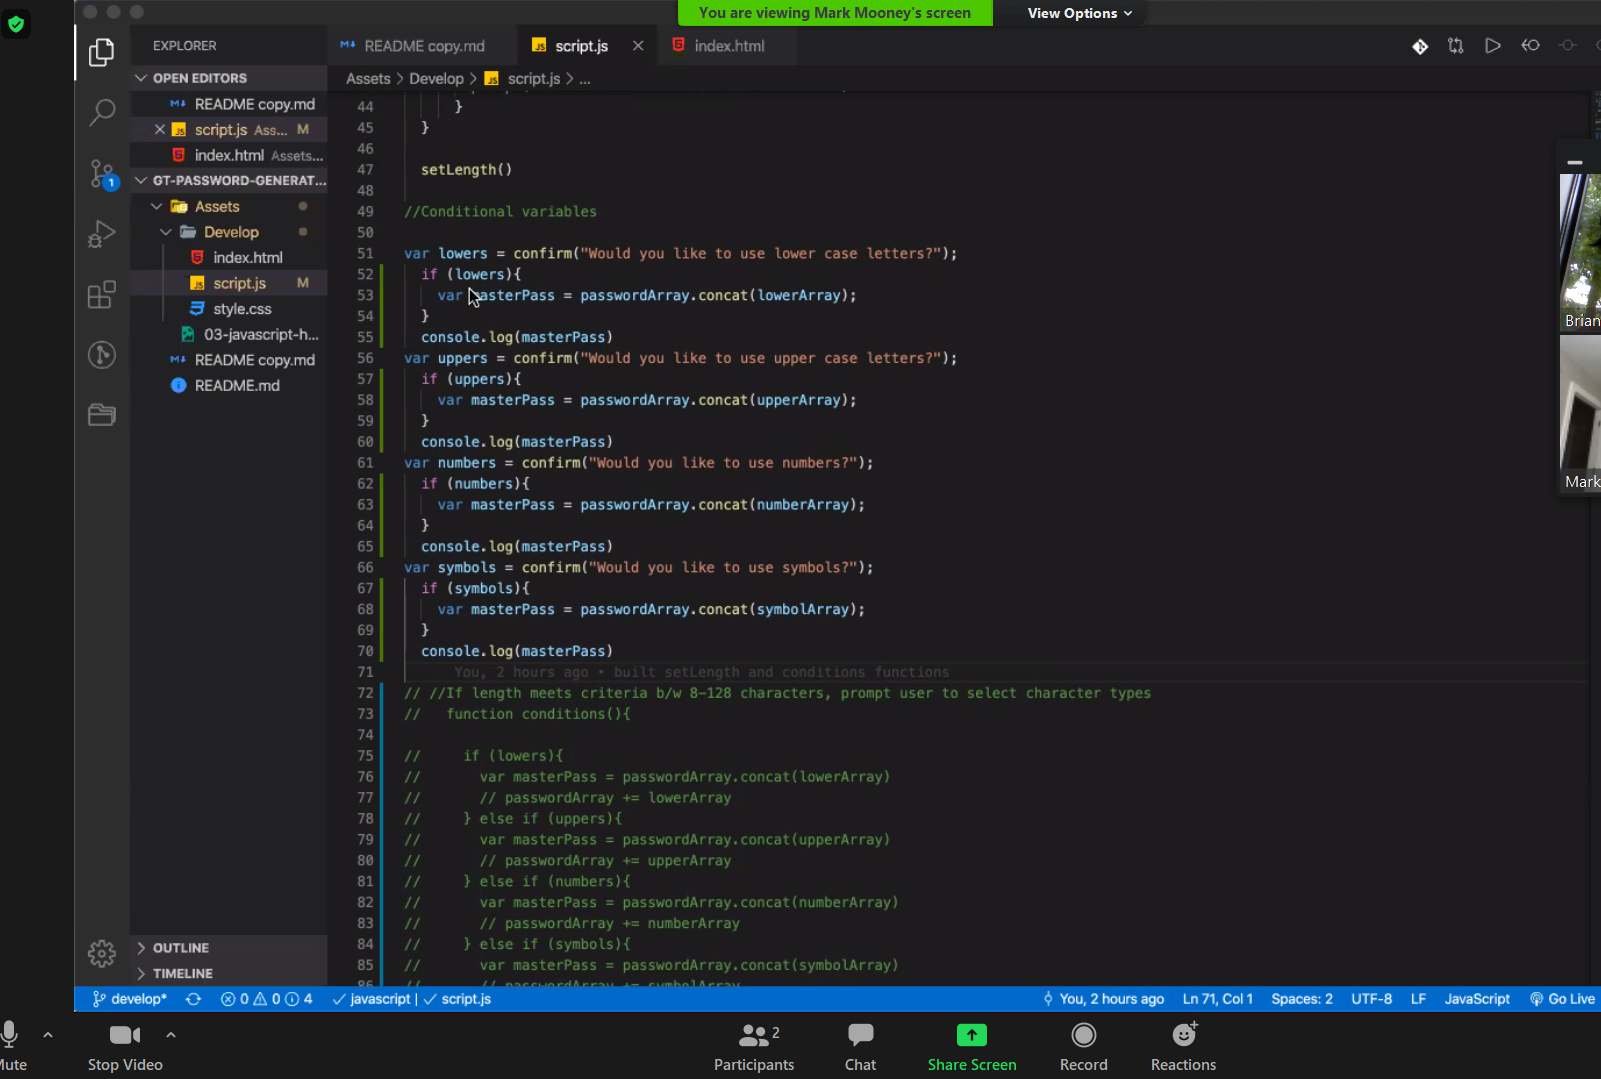 You are viewing Mark Mooney's screen
View Options
EXPLORER
README copy.md
script.js
index.html
OPEN EDITORS
README copy.md
script.js Ass... M
index.html Assets...
GT-PASSWORD-GENERAT...
Assets
Develop
index.html
script.js M
style.css
03-javascript-h...
README copy.md
README.md
OUTLINE
TIMELINE
1
Assets > Develop > script.js > ...
44 }
45 }
46
47 setLength()
48
49 //Conditional variables
50
51 var lowers = confirm("Would you like to use lower case letters?");
52 if (lowers){
53 var masterPass = passwordArray.concat(lowerArray);
54 }
55 console.log(masterPass)
56 var uppers = confirm("Would you like to use upper case letters?");
57 if (uppers){
58 var masterPass = passwordArray.concat(upperArray);
59 }
60 console.log(masterPass)
61 var numbers = confirm("Would you like to use numbers?");
62 if (numbers){
63 var masterPass = passwordArray.concat(numberArray);
64 }
65 console.log(masterPass)
66 var symbols = confirm("Would you like to use symbols?");
67 if (symbols){
68 var masterPass = passwordArray.concat(symbolArray);
69 }
70 console.log(masterPass)
71 You, 2 hours ago • built setLength and conditions functions
72 // //If length meets criteria b/w 8-128 characters, prompt user to select character types
73 // function conditions(){
74
75 // if (lowers){
76 // var masterPass = passwordArray.concat(lowerArray)
77 // // passwordArray += lowerArray
78 // } else if (uppers){
79 // var masterPass = passwordArray.concat(upperArray)
80 // // passwordArray += upperArray
81 // } else if (numbers){
82 // var masterPass = passwordArray.concat(numberArray)
83 // // passwordArray += numberArray
84 // } else if (symbols){
85 // var masterPass = passwordArray.concat(symbolArray)
86 // // passwordArray += symbolArray
Brian
Mark
develop* 0 0 4 javascript | script.js You, 2 hours ago Ln 71, Col 1 Spaces: 2 UTF-8 LF JavaScript Go Live
Mute
Stop Video
Participants 2
Chat
Share Screen
Record
Reactions